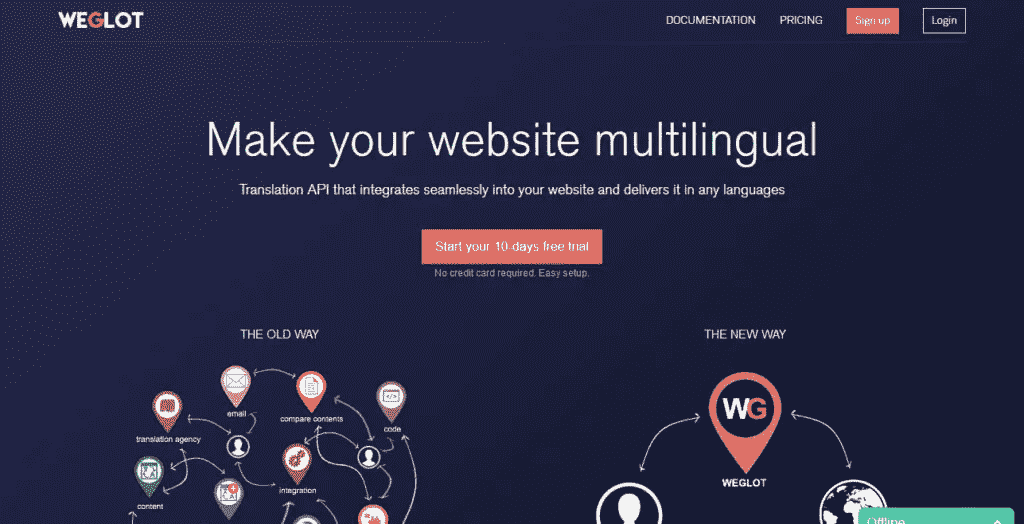 WEGLOT
DOCUMENTATION
PRICING
Sign up
Login
Make your website multilingual
Translation API that integrates seamlessly into your website and delivers it in any languages
Start your 10-days free trial
No credit card required. Easy setup.
THE OLD WAY
THE NEW WAY
email
compare contents
code
translation agency
integration
content
WG
WEGLOT
Offline